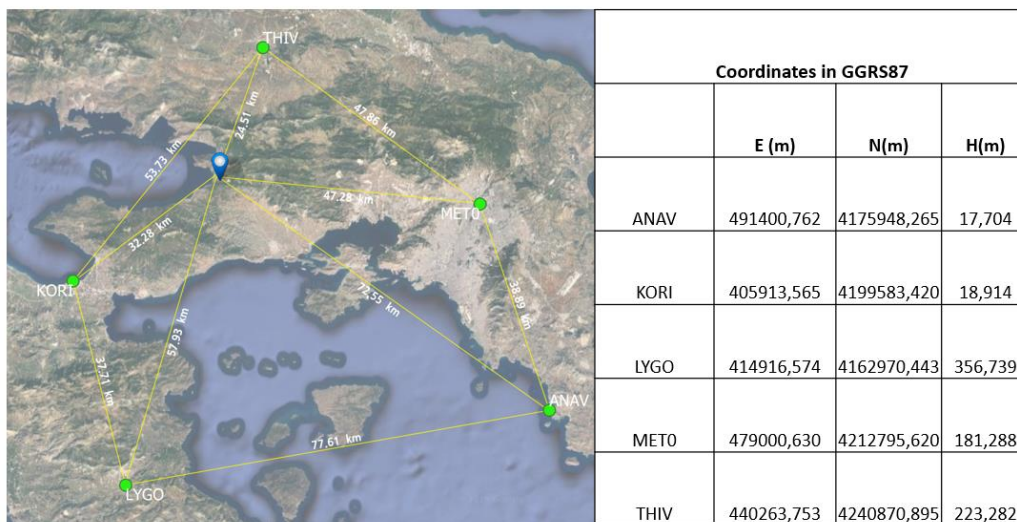 THIV
24.51 km
47.86 km
53.73 km
47.28 km
MET0
32.28 km
KORI
72.55 km
38.89 km
57.93 km
37.71 km
ANAV
77.61 km
LYGO
Coordinates in GGRS87
E (m) N(m) H(m)
ANAV 491400,762 4175948,265 17,704
KORI 405913,565 4199583,420 18,914
LYGO 414916,574 4162970,443 356,739
MET0 479000,630 4212795,620 181,288
THIV 440263,753 4240870,895 223,282